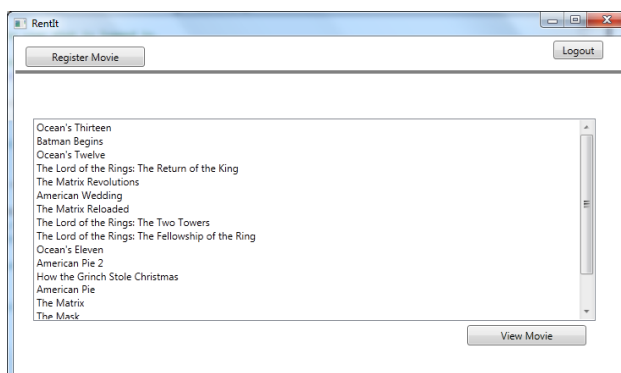 RentIt
Register Movie
Logout
Ocean's Thirteen
Batman Begins
Ocean's Twelve
The Lord of the Rings: The Return of the King
The Matrix Revolutions
American Wedding
The Matrix Reloaded
The Lord of the Rings: The Two Towers
The Lord of the Rings: The Fellowship of the Ring
Ocean's Eleven
American Pie 2
How the Grinch Stole Christmas
American Pie
The Matrix
The Mask
View Movie